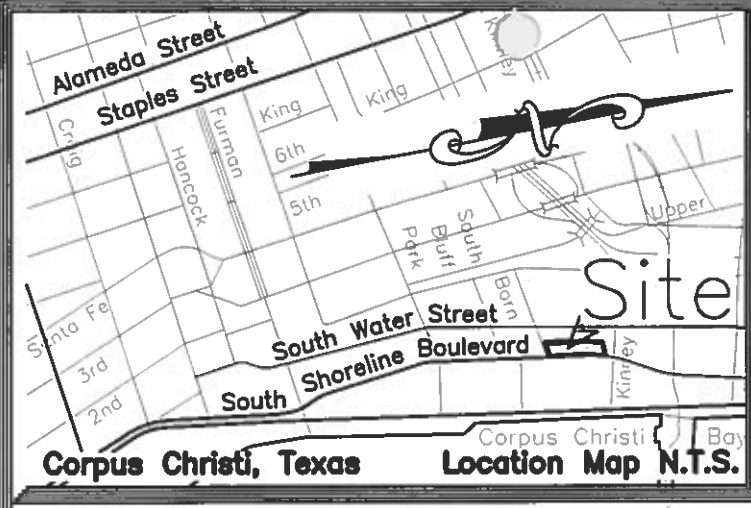 Alameda Street
Staples Street
Kinney
King
King
Craig
Furman
Hancock
6th
5th
Upper
South
Bluff
Park
Born
Site
Santa Fe
3rd
2nd
South Water Street
South Shoreline Boulevard
Kinney
Corpus Christi Bay
Corpus Christi, Texas
Location Map N.T.S.